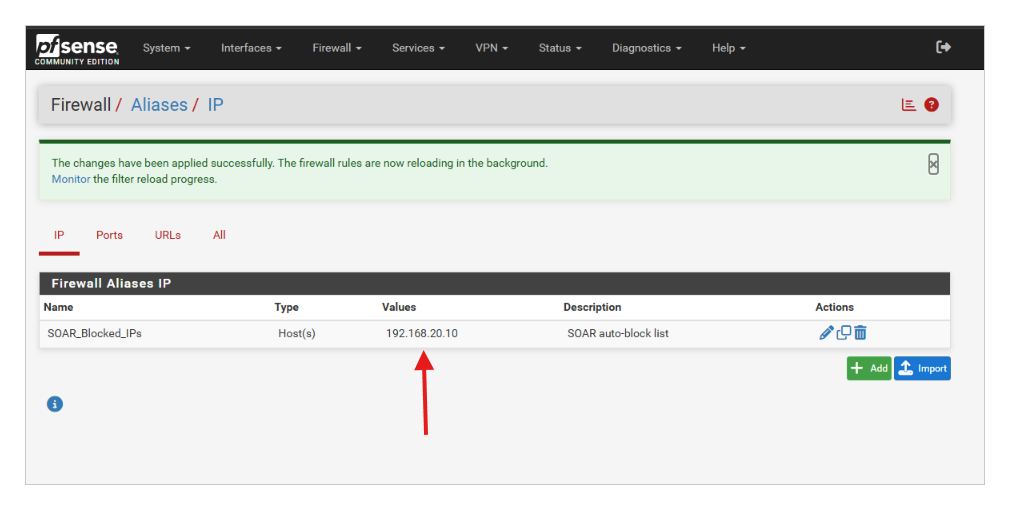 pfsense
COMMUNITY EDITION
System Interfaces Firewall Services VPN Status Diagnostics Help
Firewall / Aliases / IP
The changes have been applied successfully. The firewall rules are now reloading in the background.
Monitor the filter reload progress.
IP Ports URLs All
Firewall Aliases IP
Name Type Values Description Actions
SOAR_Blocked_IPs Host(s) 192.168.20.10 SOAR auto-block list
Add Import